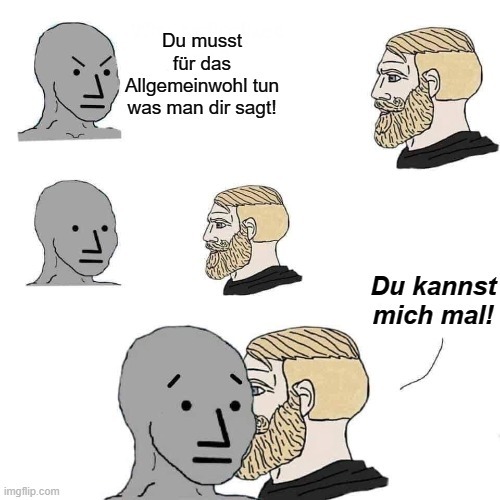 Du musst
für das
Allgemeinwohl tun
was man dir sagt!
Du kannst
mich mal!
imgflip.com